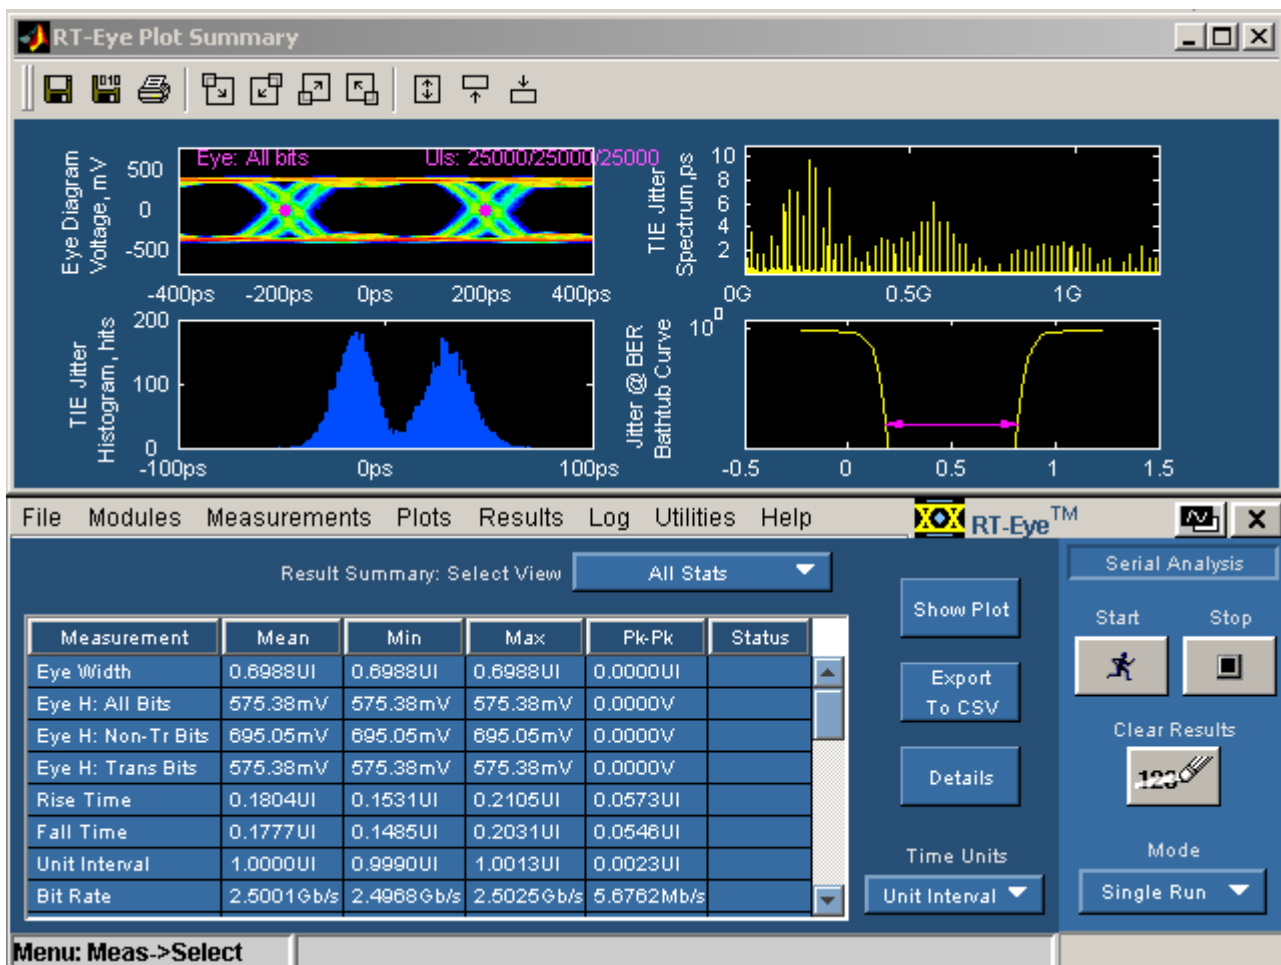 RT-Eye Plot Summary
Eye: All bits UIs: 25000/25000/25000
Eye Diagram
Voltage, mV
500
0
-500
-400ps -200ps 0ps 200ps 400ps
TIE Jitter
Spectrum,ps
10
8
6
4
2
0G 0.5G 1G
TIE Jitter
Histogram, hits
200
100
0
-100ps 0ps 100ps
Jitter @ BER
Bathtub Curve
10^0
-0.5 0 0.5 1 1.5
File Modules Measurements Plots Results Log Utilities Help RT-Eye™
Result Summary: Select View All Stats
Measurement Mean Min Max Pk-Pk Status
Eye Width 0.6988UI 0.6988UI 0.6988UI 0.0000UI
Eye H: All Bits 575.38mV 575.38mV 575.38mV 0.0000V
Eye H: Non-Tr Bits 695.05mV 695.05mV 695.05mV 0.0000V
Eye H: Trans Bits 575.38mV 575.38mV 575.38mV 0.0000V
Rise Time 0.1804UI 0.1531UI 0.2105UI 0.0573UI
Fall Time 0.1777UI 0.1485UI 0.2031UI 0.0546UI
Unit Interval 1.0000UI 0.9990UI 1.0013UI 0.0023UI
Bit Rate 2.5001Gb/s 2.4968Gb/s 2.5025Gb/s 5.6762Mb/s
Show Plot
Export
To CSV
Details
Time Units
Unit Interval
Serial Analysis
Start Stop
Clear Results
123
Mode
Single Run
Menu: Meas->Select